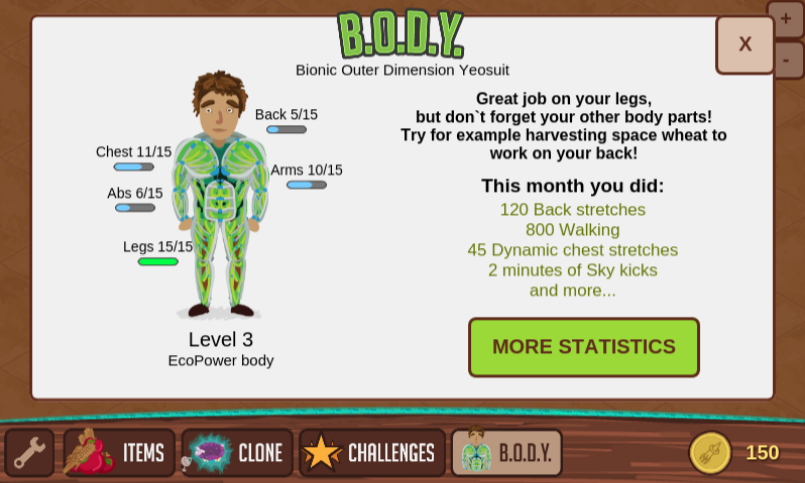 B.O.D.Y.
Bionic Outer Dimension Yeosuit
X
+
-
Back 5/15
Chest 11/15
Arms 10/15
Abs 6/15
Legs 15/15
Level 3
EcoPower body
Great job on your legs,
but don`t forget your other body parts!
Try for example harvesting space wheat to
work on your back!
This month you did:
120 Back stretches
800 Walking
45 Dynamic chest stretches
2 minutes of Sky kicks
and more...
MORE STATISTICS
ITEMS
CLONE
CHALLENGES
B.O.D.Y.
150